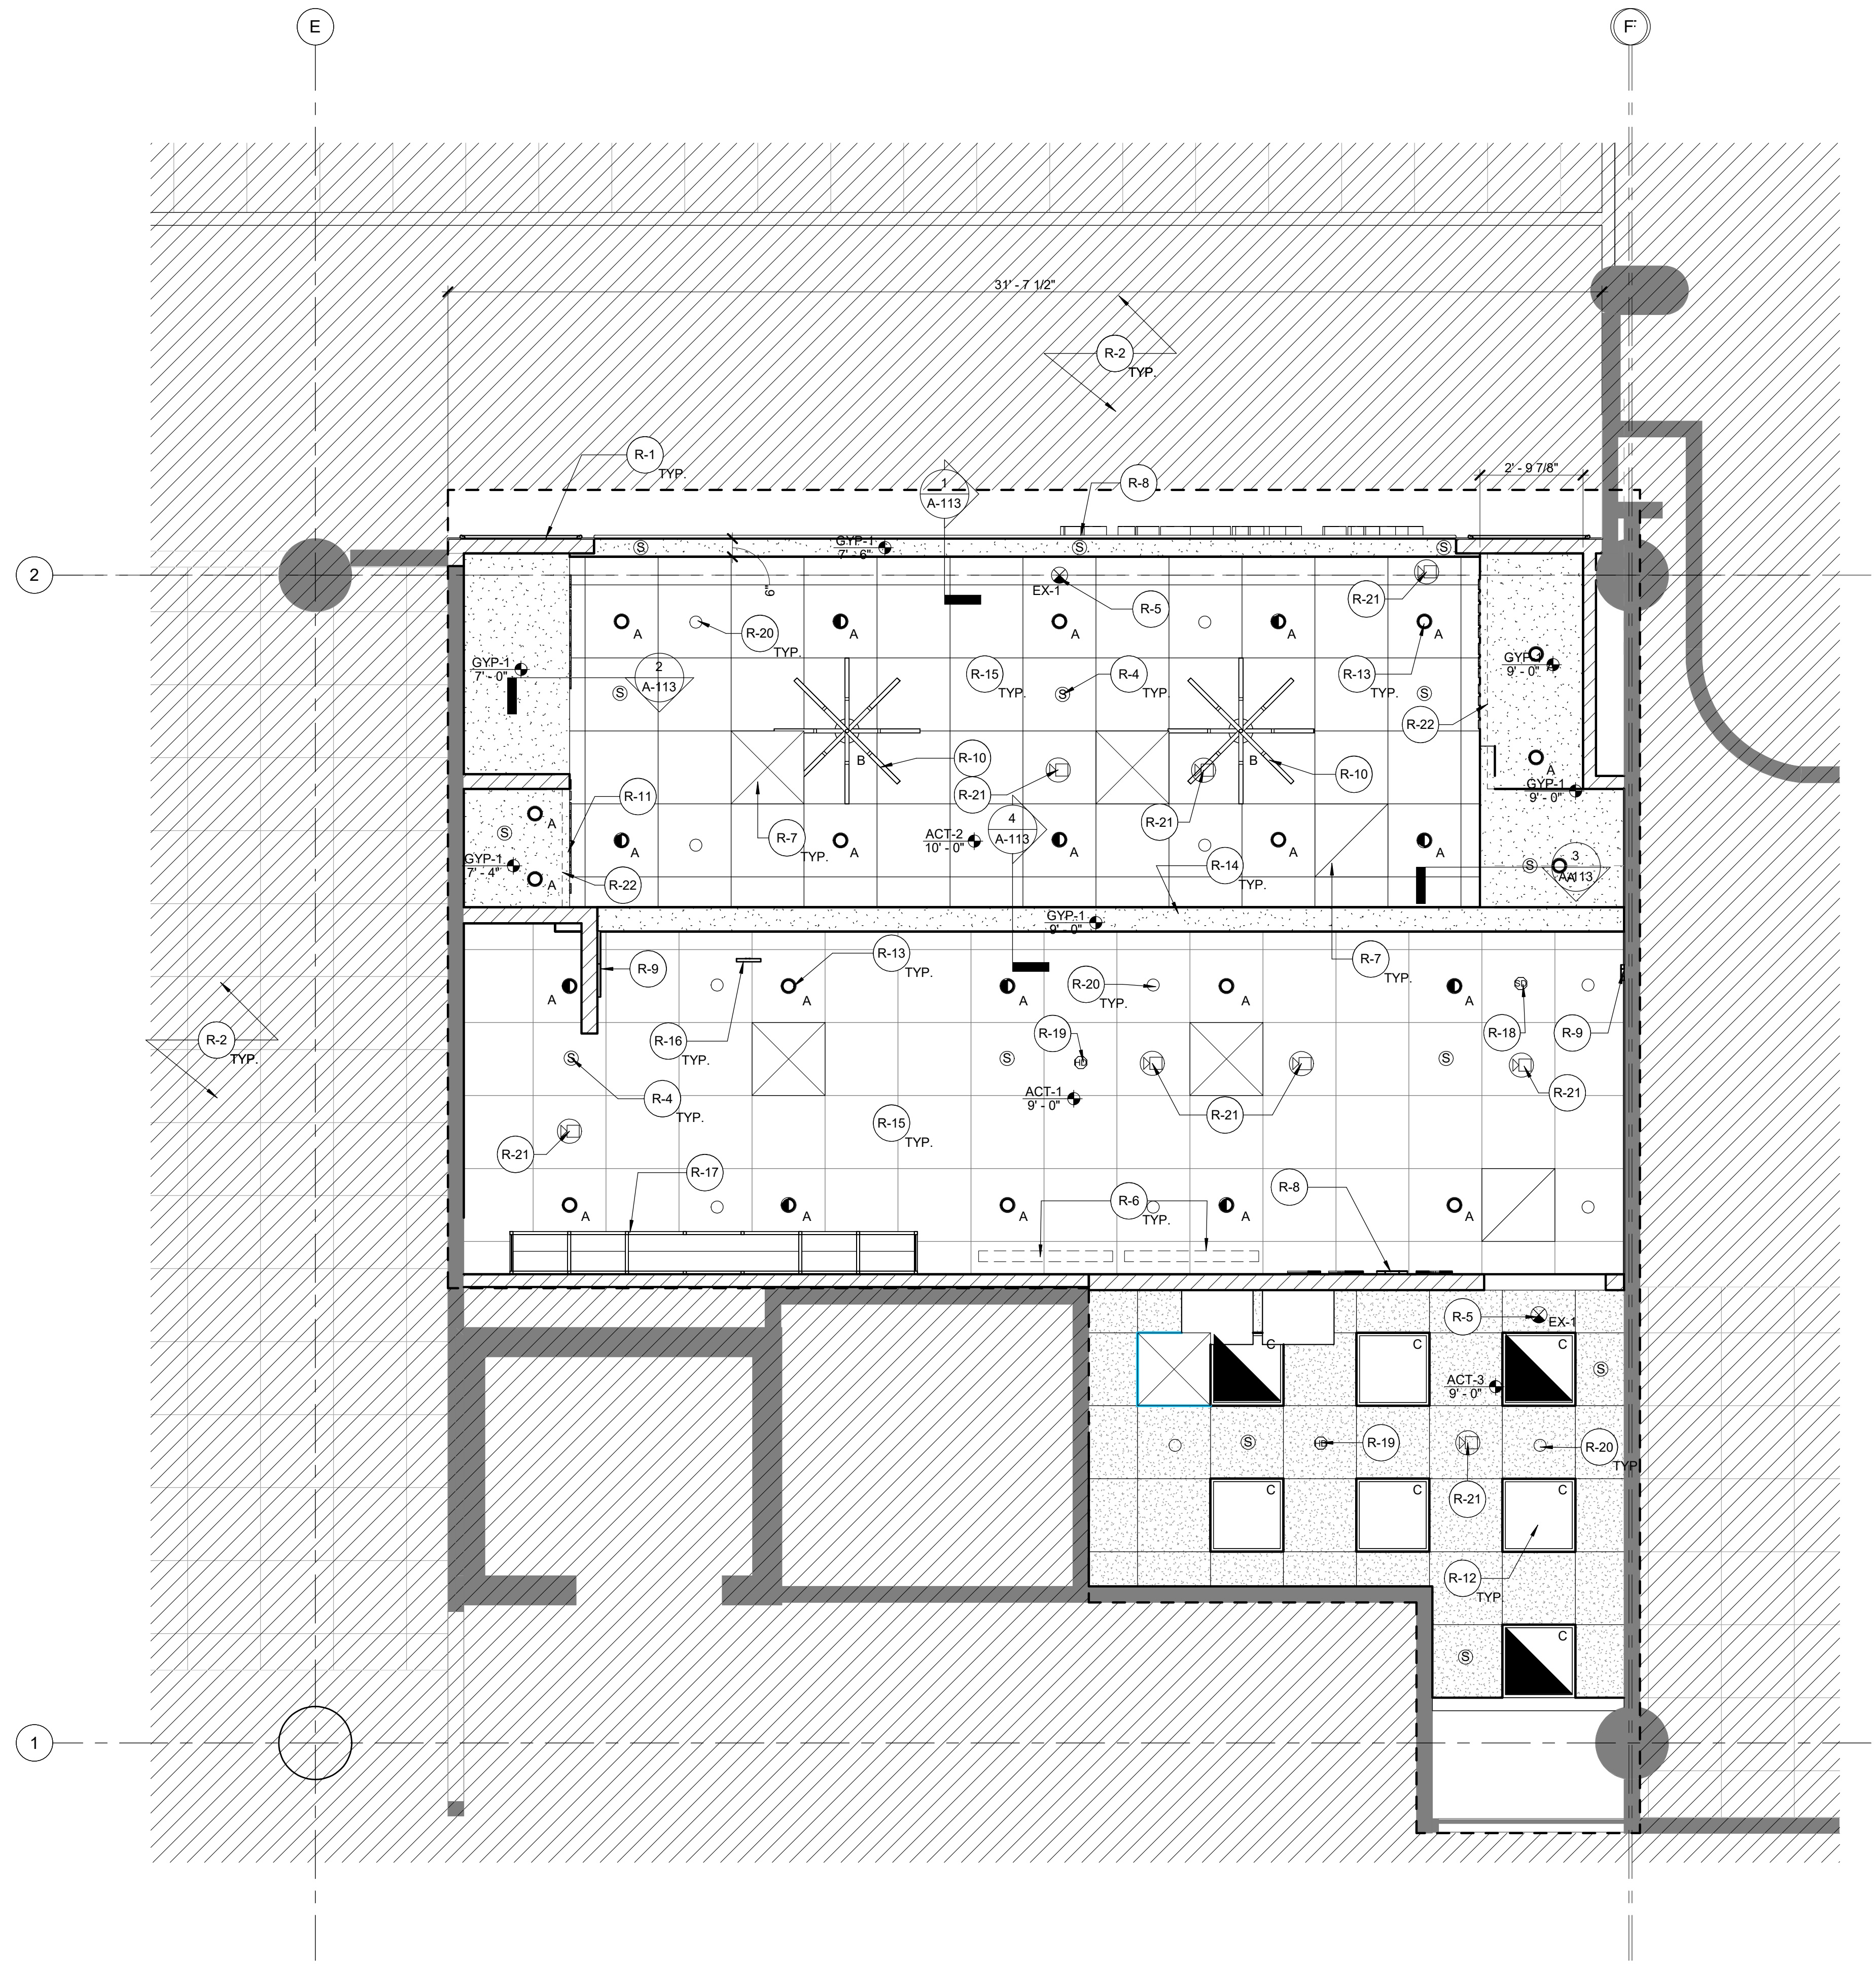 E
F
31' - 7 1/2"
R-2
TYP.
R-1
TYP.
2' - 9 7/8"
1
A-113
R-8
GYP-1
7' - 6"
S
S
S
2
6"
EX-1
R-5
R-21
A
R-20
TYP.
A
A
A
A
GYP-1
7' - 0"
2
A-113
S
R-15
TYP.
S
R-4
TYP.
R-13
TYP.
S
GYP-1
9' - 0"
R-22
B
R-10
B
R-10
A
R-11
R-21
GYP-1
9' - 0"
A
S
R-7
TYP.
4
A-113
R-21
A
A
ACT-2
10' - 0"
A
A
A
GYP-1
7' - 4"
A
R-22
R-14
TYP.
S
3
A-113
A
GYP-1
9' - 0"
R-9
R-13
TYP.
R-7
TYP.
A
A
A
R-20
TYP.
A
A
SD
R-2
TYP.
R-16
TYP.
R-19
R-18
R-9
S
S
HD
S
R-4
TYP.
ACT-1
9' - 0"
R-21
R-21
R-15
TYP.
R-21
R-17
R-6
TYP.
R-8
A
A
A
A
A
R-5
EX-1
C
C
C
S
ACT-3
9' - 0"
S
HD
R-19
R-20
TYP.
C
C
R-21
C
R-12
TYP.
C
S
1